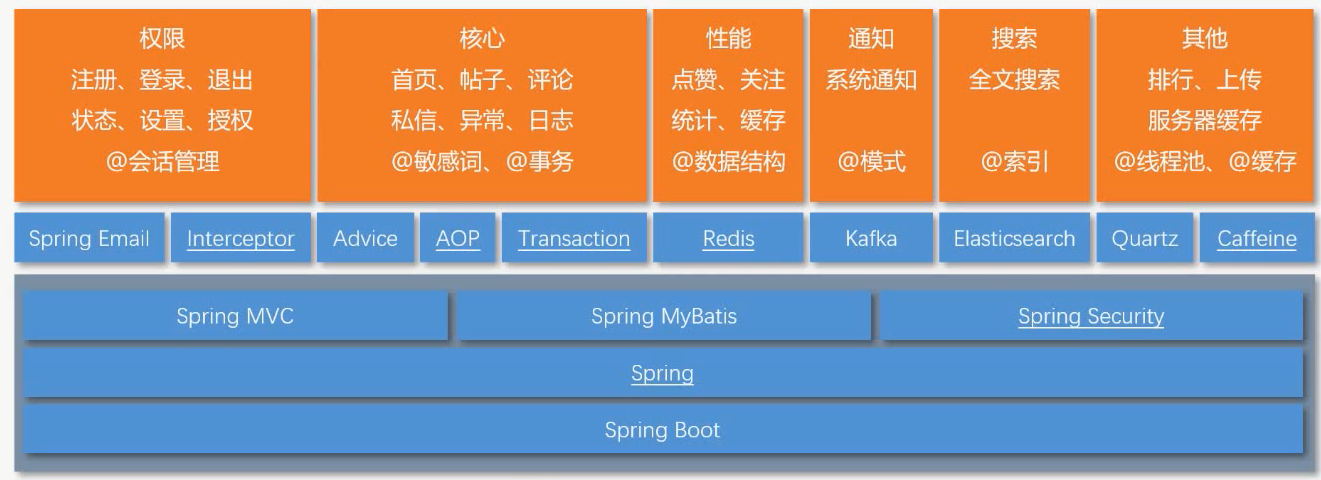 权限
注册、登录、退出
状态、设置、授权
@会话管理
核心
首页、帖子、评论
私信、异常、日志
@敏感词、@事务
性能
点赞、关注
统计、缓存
@数据结构
通知
系统通知
@模式
搜索
全文搜索
@索引
其他
排行、上传
服务器缓存
@线程池、@缓存
Spring Email
Interceptor
Advice
AOP
Transaction
Redis
Kafka
Elasticsearch
Quartz
Caffeine
Spring MVC
Spring MyBatis
Spring Security
Spring
Spring Boot